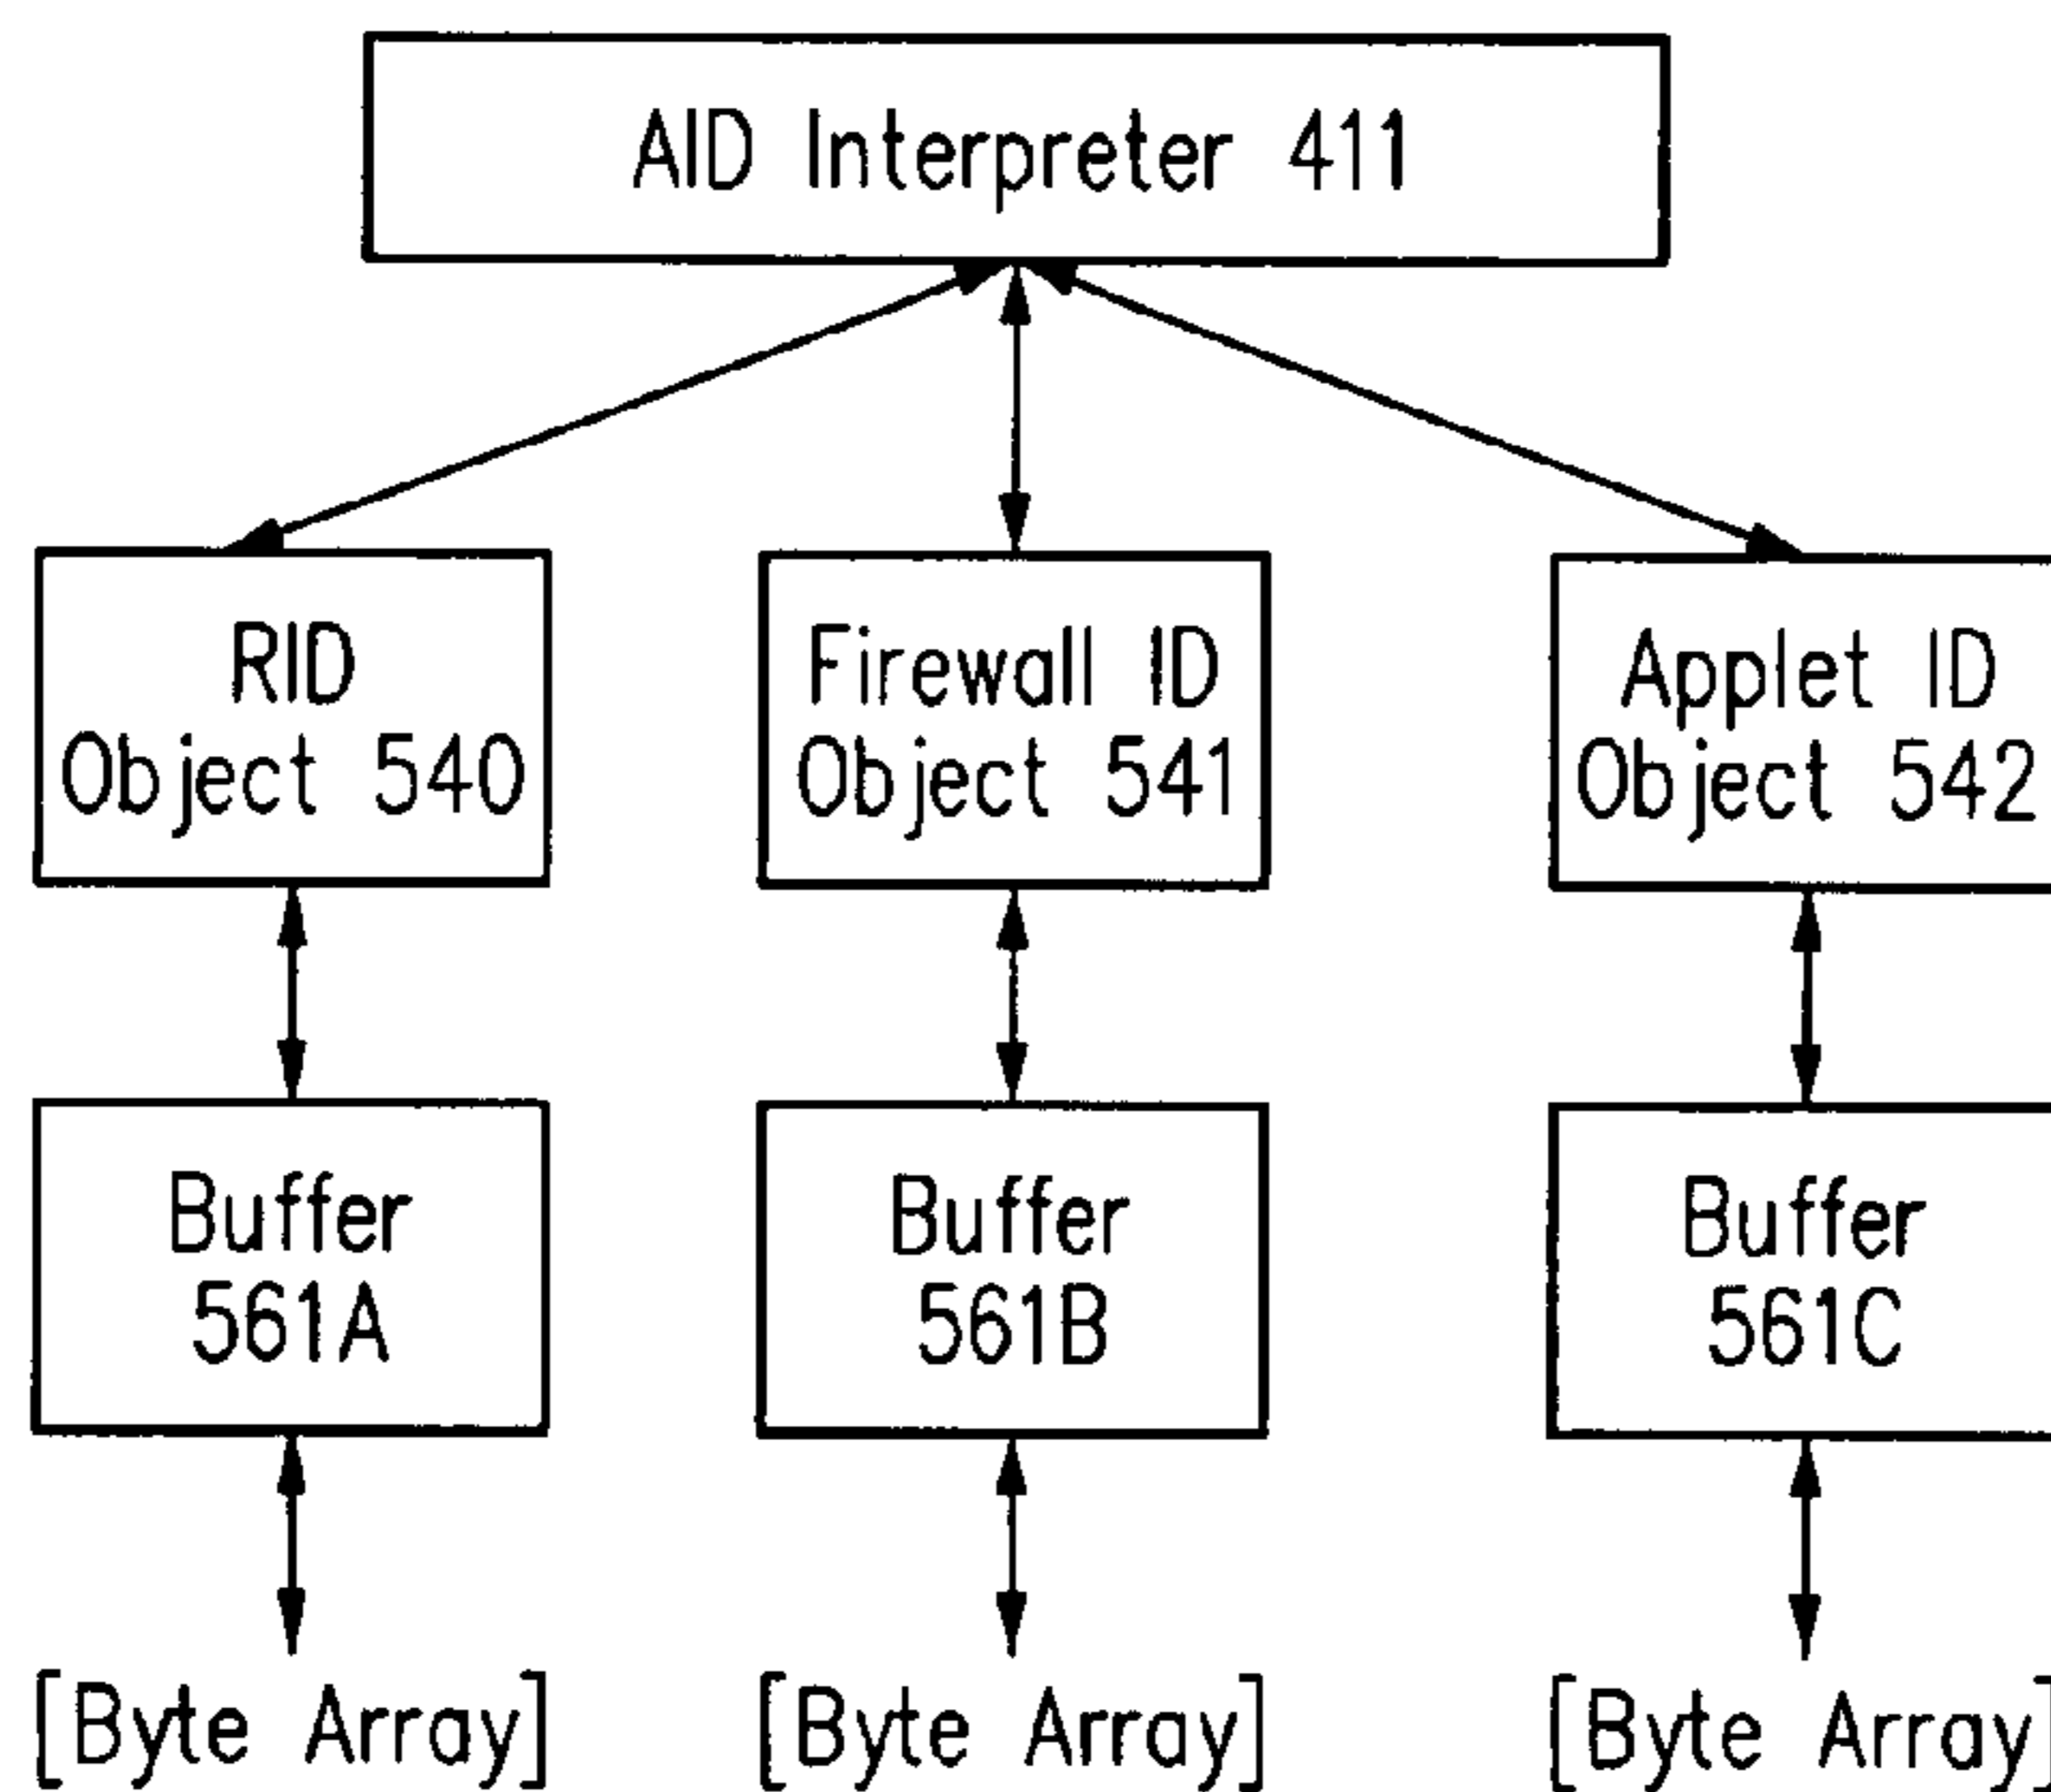 AID Interpreter 411
RID
Object 540
Firewall ID
Object 541
Applet ID
Object 542
Buffer
561A
Buffer
561B
Buffer
561C
[Byte Array]
[Byte Array]
[Byte Array]